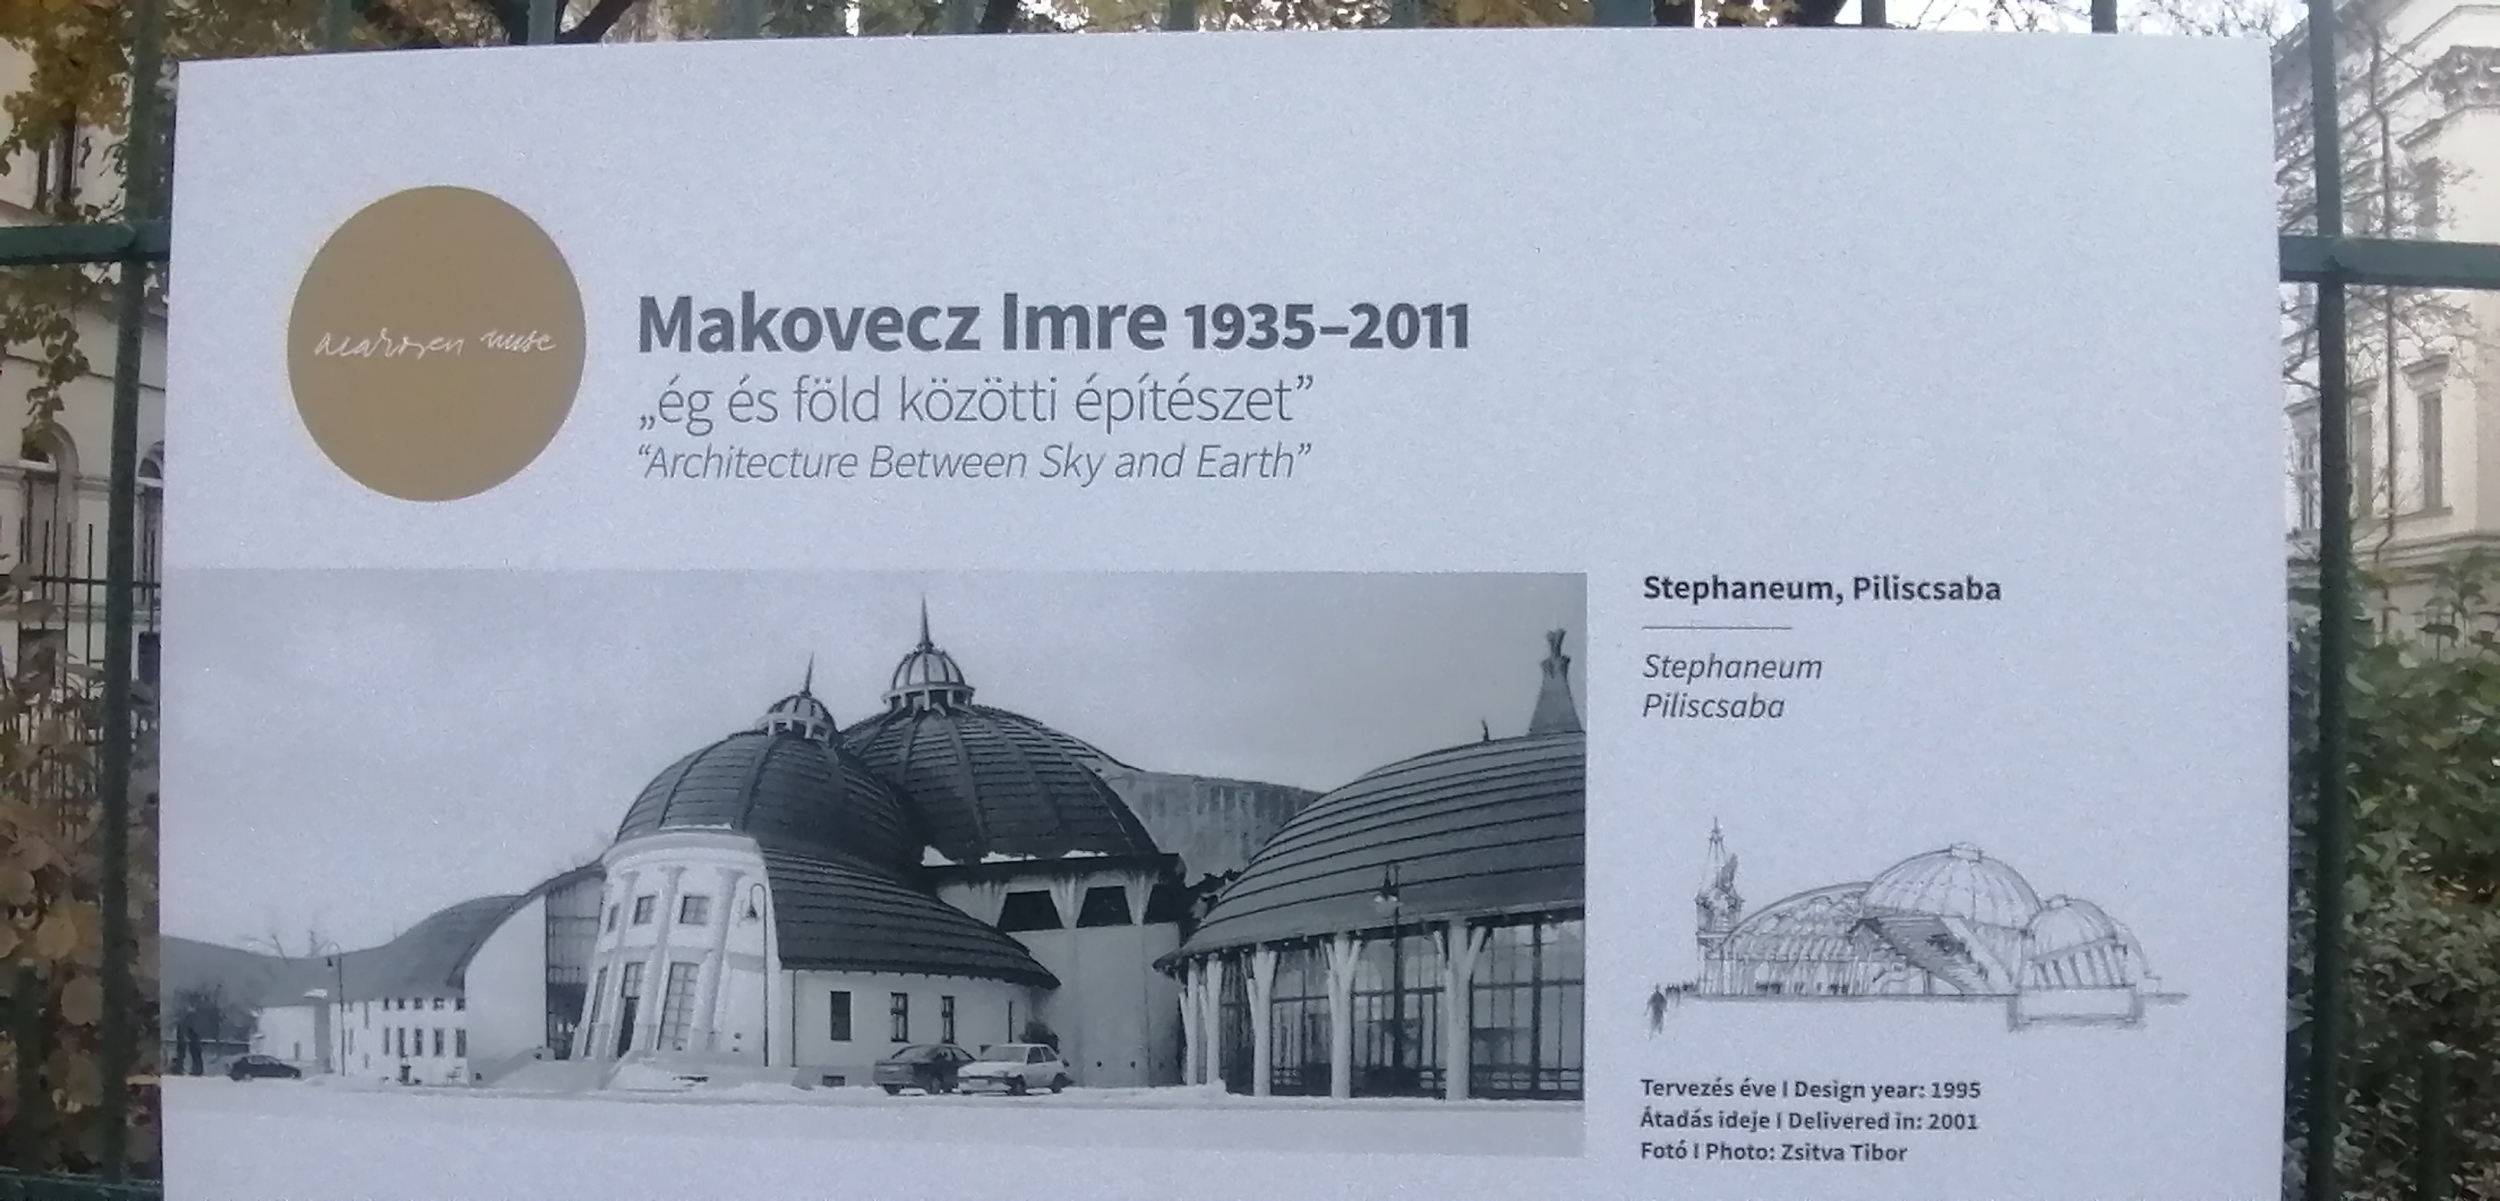 Makovecz Imre 1935–2011
„ég és föld közötti építészet”
“Architecture Between Sky and Earth”
Stephaneum, Piliscsaba
Stephaneum
Piliscsaba
Tervezés éve I Design year: 1995
Átadás ideje I Delivered in: 2001
Fotó I Photo: Zsitva Tibor